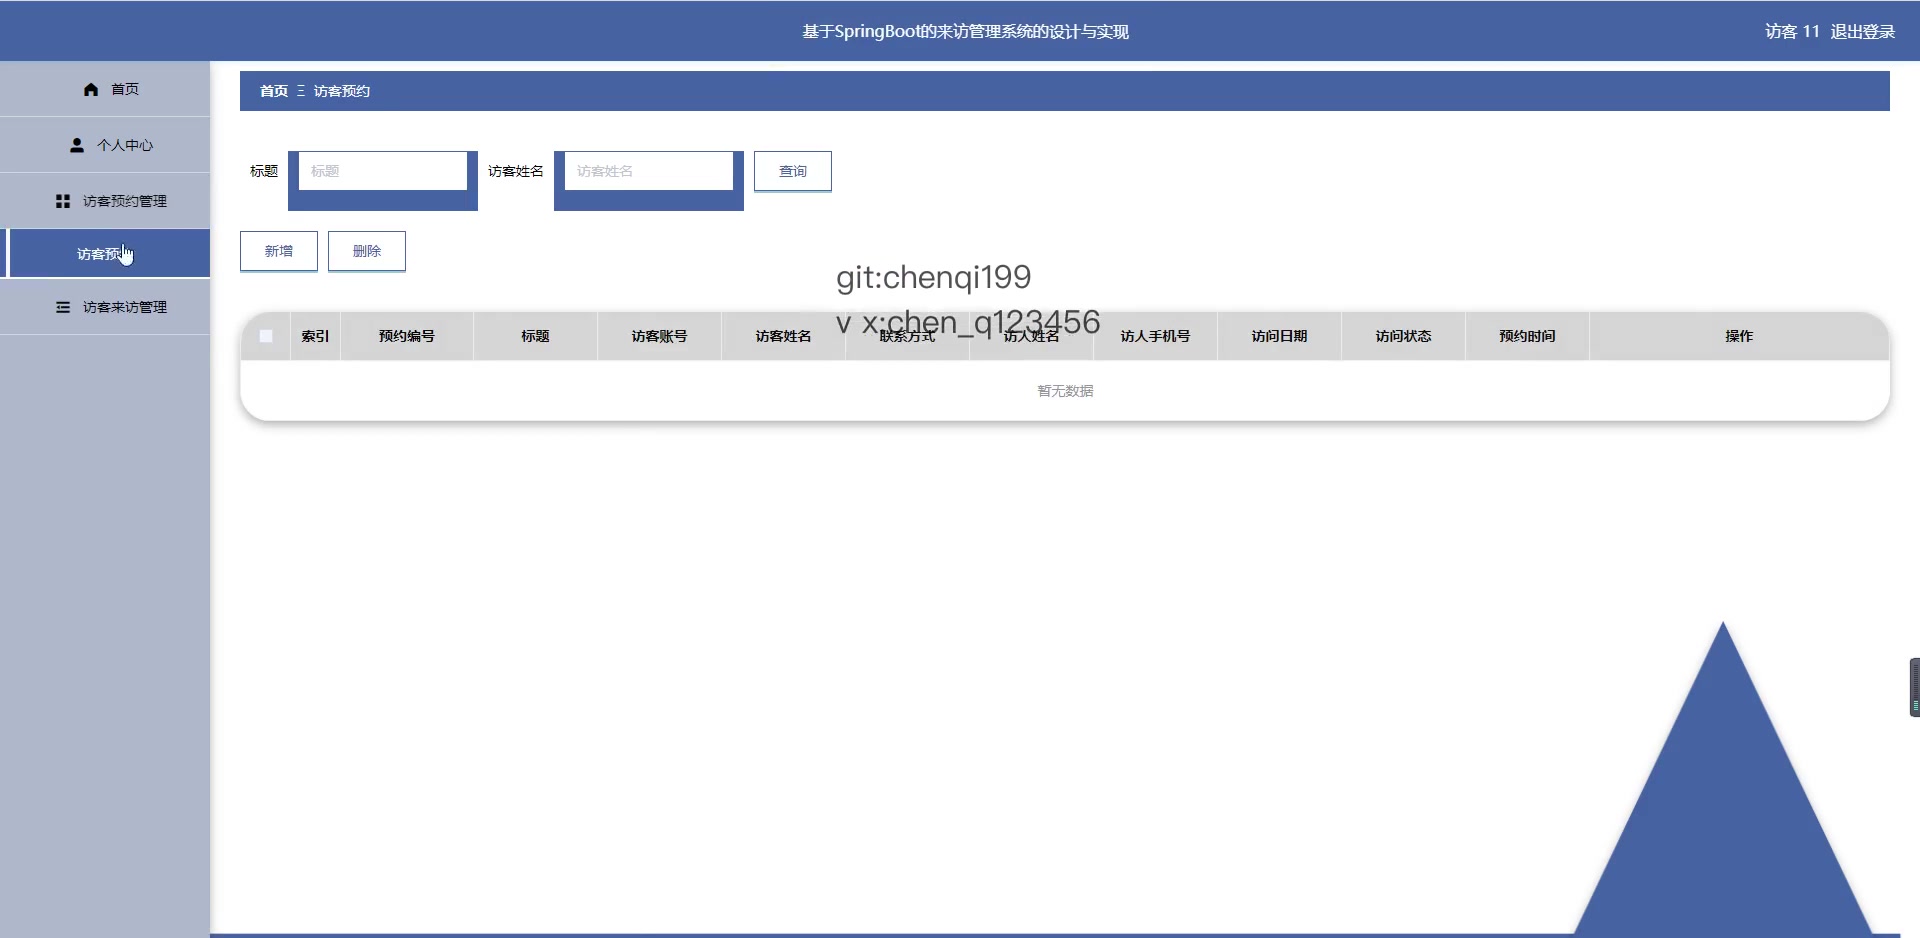 基于SpringBoot的来访管理系统的设计与实现
访客 11 退出登录
首页
个人中心
访客预约管理
访客预
访客来访管理
首页 Ξ 访客预约
标题 标题 访客姓名 访客姓名 查询
新增 删除
git:chenqi199
v x:chen_q123456
索引 预约编号 标题 访客账号 访客姓名 联系方式 访人姓名 访人手机号 访问日期 访问状态 预约时间 操作
暂无数据